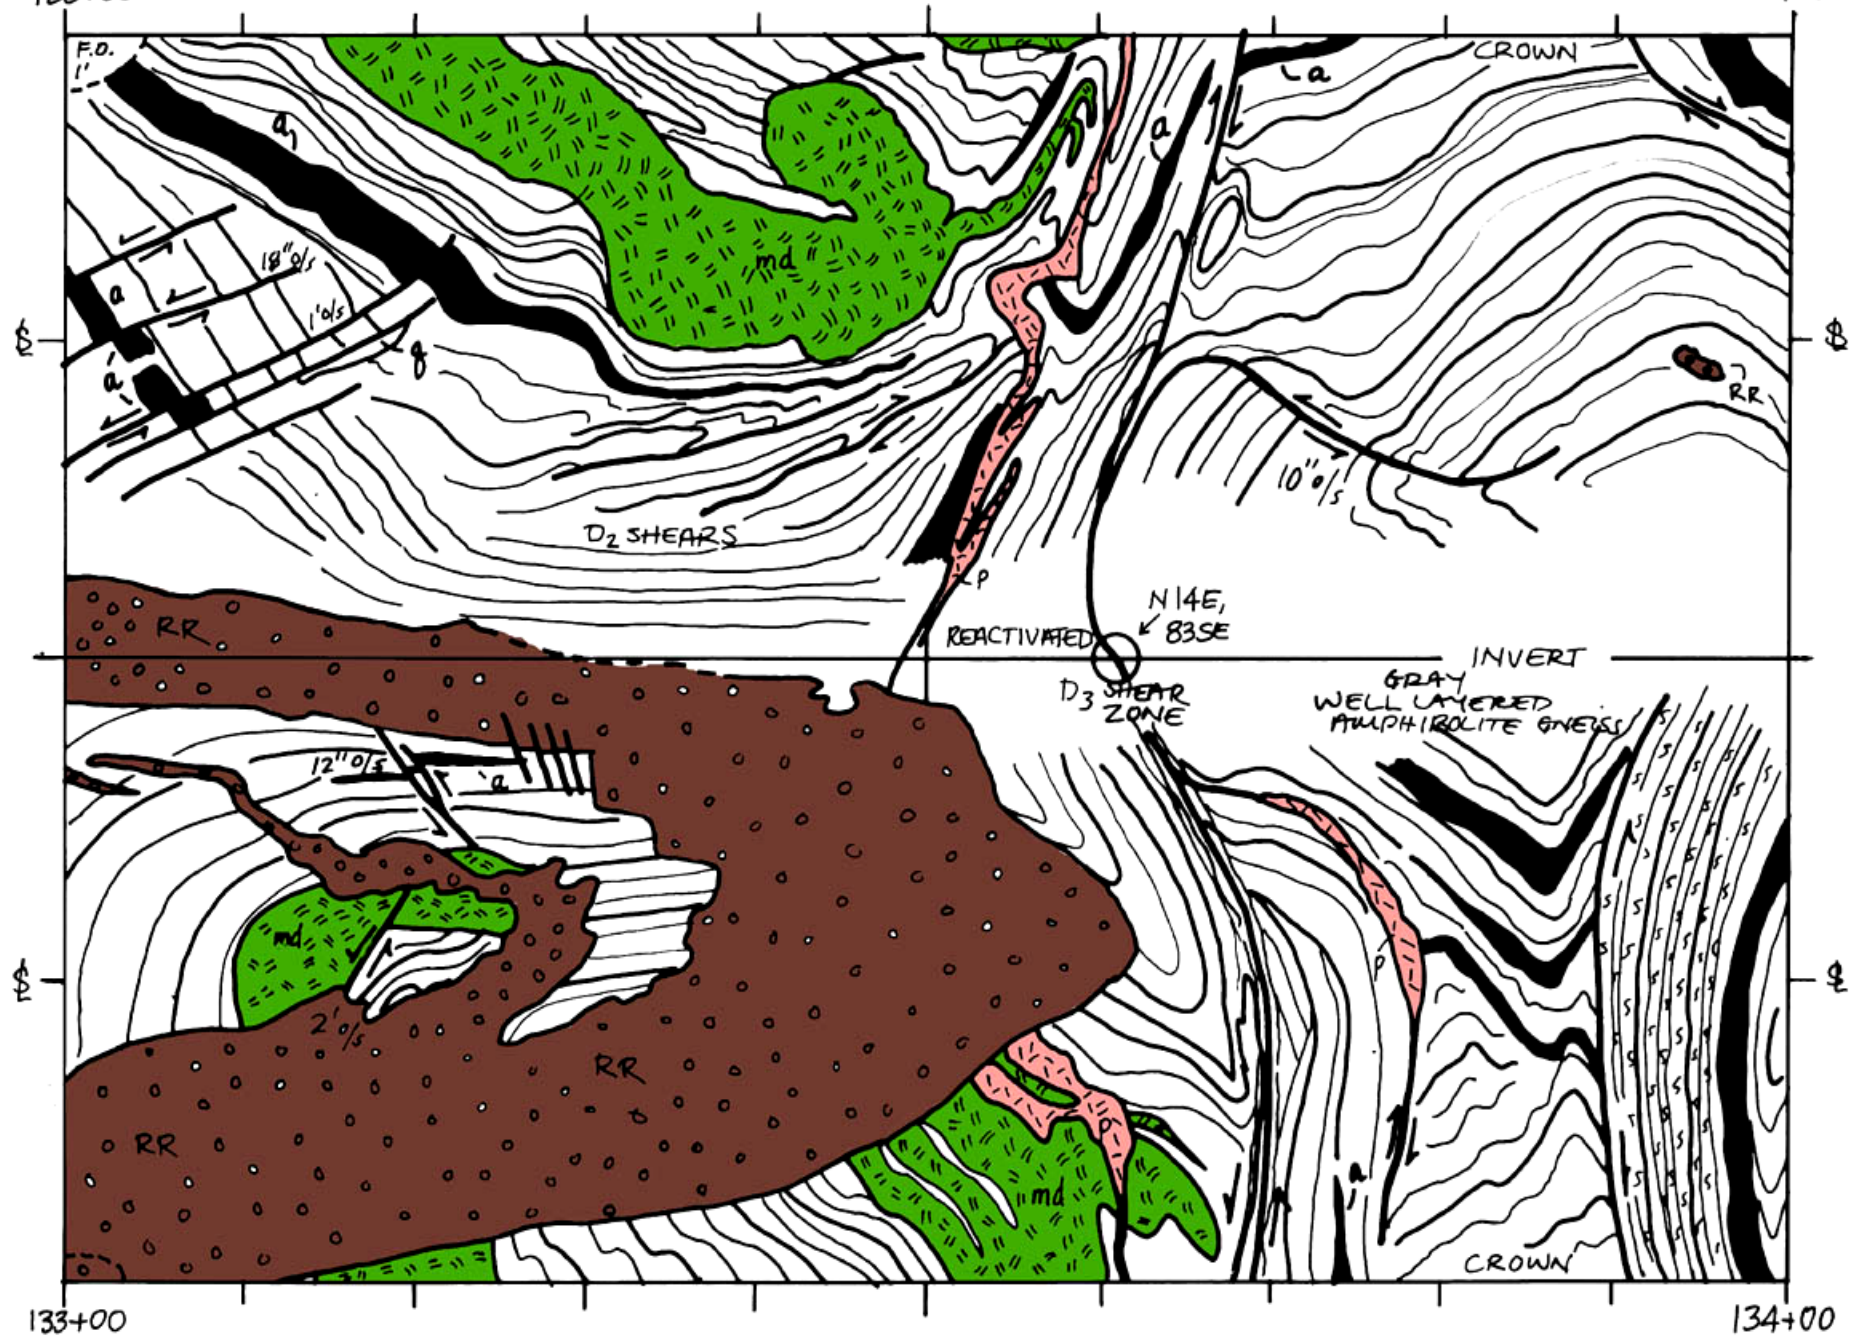 F.O.
1'
CROWN
a
a
a
md
18" o/s
a
1' o/s
q
a
RR
10" o/s
D2 SHEARS
p
N14E,
83SE
RR
REACTIVATED
INVERT
D3 SHEAR
ZONE
GRAY
WELL LAYERED
AMPHIBOLITE GNEISS
12" o/s
a
md
p
2' o/s
RR
RR
p
md
a
CROWN
133+00
134+00